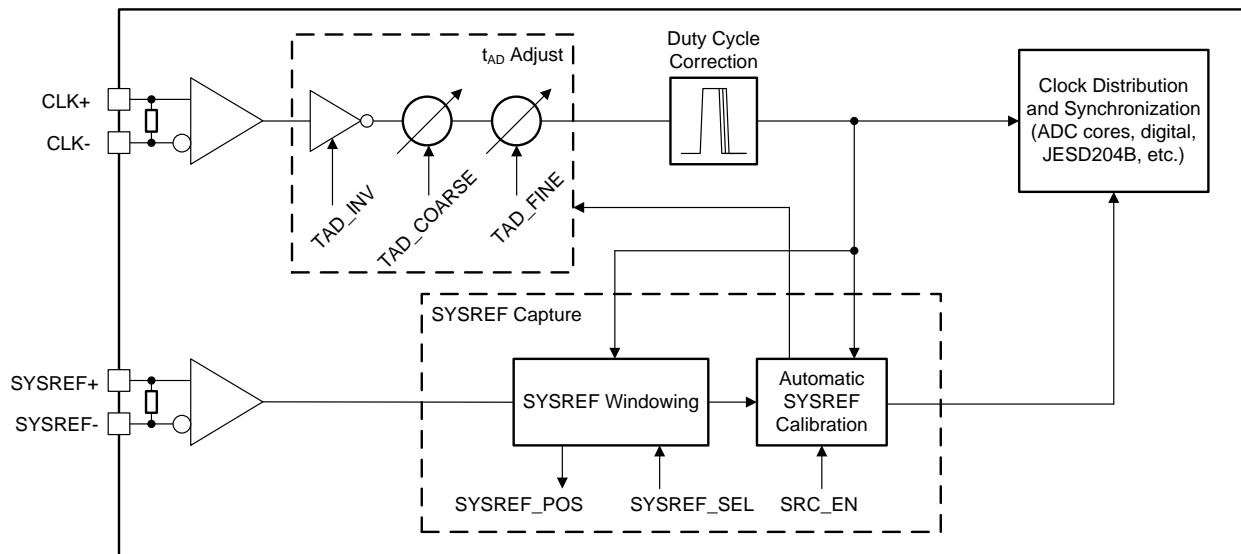 Duty Cycle
Correction
t_AD Adjust
CLK+
CLK-
TAD_INV
TAD_COARSE
TAD_FINE
Clock Distribution
and Synchronization
(ADC cores, digital,
JESD204B, etc.)
SYSREF Capture
SYSREF+
SYSREF-
SYSREF Windowing
Automatic
SYSREF
Calibration
SYSREF_POS
SYSREF_SEL
SRC_EN